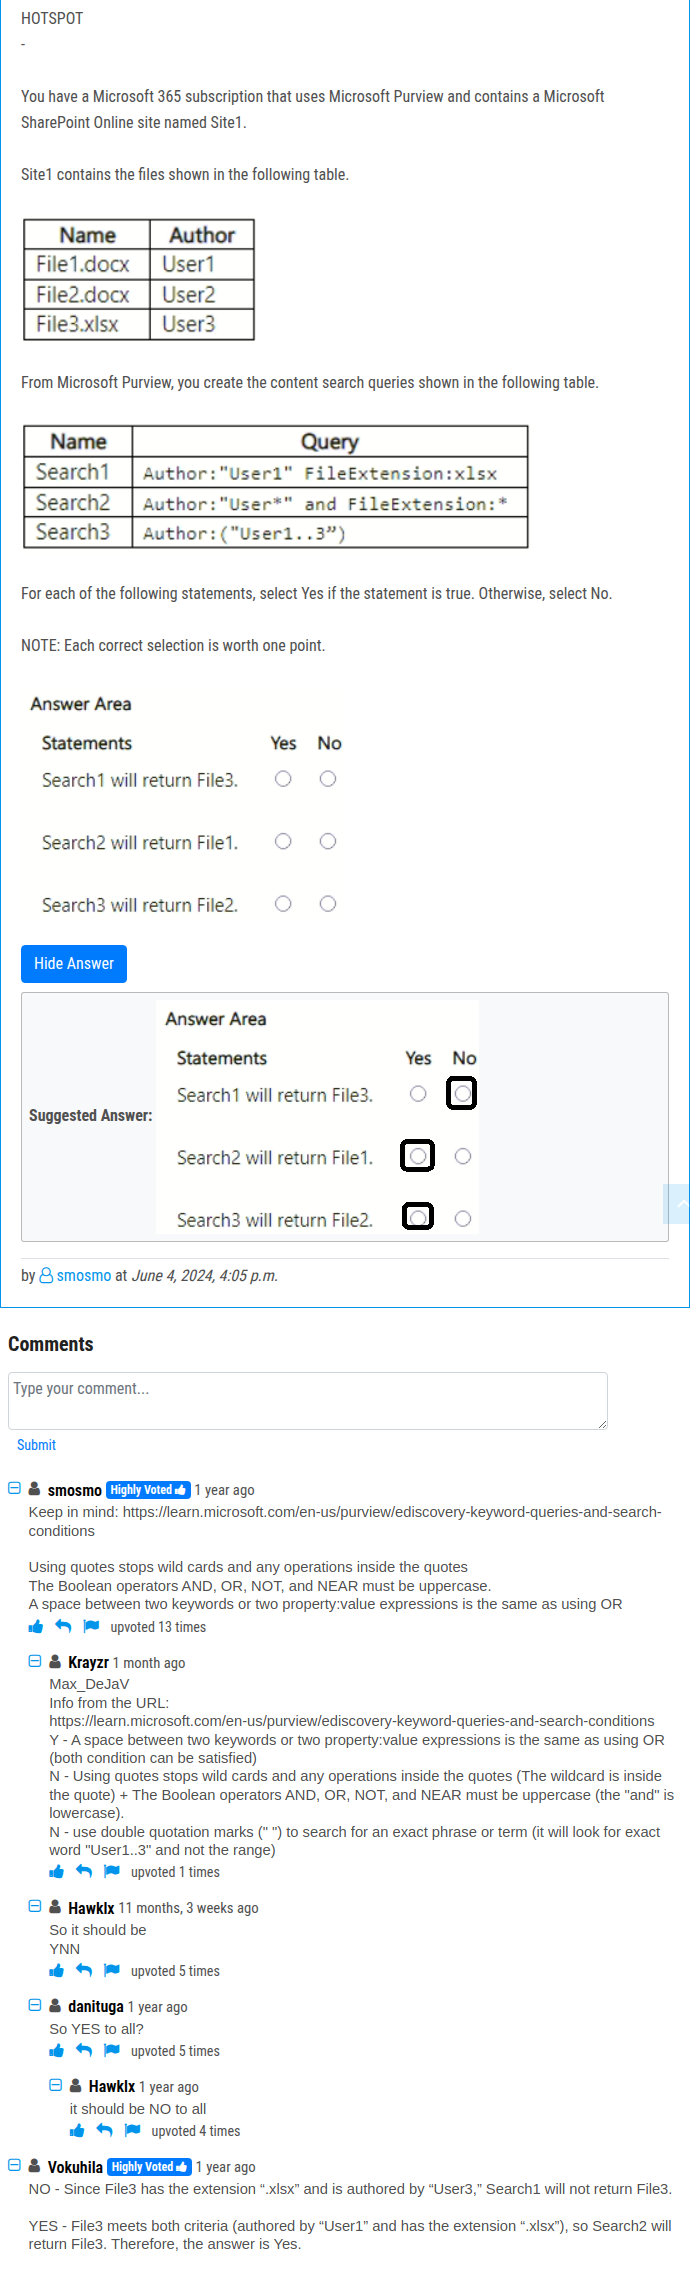 HOTSPOT
-
You have a Microsoft 365 subscription that uses Microsoft Purview and contains a Microsoft
SharePoint Online site named Site1.
Site1 contains the files shown in the following table.
Name Author
File1.docx User1
File2.docx User2
File3.xlsx User3
From Microsoft Purview, you create the content search queries shown in the following table.
Name Query
Search1 Author:"User1" FileExtension:xlsx
Search2 Author:"User*" and FileExtension:*
Search3 Author:("User1..3”)
For each of the following statements, select Yes if the statement is true. Otherwise, select No.
NOTE: Each correct selection is worth one point.
Answer Area
Statements Yes No
Search1 will return File3.
Search2 will return File1.
Search3 will return File2.
Hide Answer
Answer Area
Statements Yes No
Search1 will return File3.
Suggested Answer:
Search2 will return File1.
Search3 will return File2.
by smosmo at June 4, 2024, 4:05 p.m.
Comments
Type your comment...
Submit
smosmo Highly Voted 1 year ago
Keep in mind: https://learn.microsoft.com/en-us/purview/ediscovery-keyword-queries-and-search-
conditions
Using quotes stops wild cards and any operations inside the quotes
The Boolean operators AND, OR, NOT, and NEAR must be uppercase.
A space between two keywords or two property:value expressions is the same as using OR
upvoted 13 times
Krayzr 1 month ago
Max_DeJaV
Info from the URL:
https://learn.microsoft.com/en-us/purview/ediscovery-keyword-queries-and-search-conditions
Y - A space between two keywords or two property:value expressions is the same as using OR
(both condition can be satisfied)
N - Using quotes stops wild cards and any operations inside the quotes (The wildcard is inside
the quote) + The Boolean operators AND, OR, NOT, and NEAR must be uppercase (the "and" is
lowercase).
N - use double quotation marks (" ") to search for an exact phrase or term (it will look for exact
word "User1..3" and not the range)
upvoted 1 times
Hawklx 11 months, 3 weeks ago
So it should be
YNN
upvoted 5 times
danituga 1 year ago
So YES to all?
upvoted 5 times
Hawklx 1 year ago
it should be NO to all
upvoted 4 times
Vokuhila Highly Voted 1 year ago
NO - Since File3 has the extension “.xlsx” and is authored by “User3,” Search1 will not return File3.
YES - File3 meets both criteria (authored by “User1” and has the extension “.xlsx”), so Search2 will
return File3. Therefore, the answer is Yes.